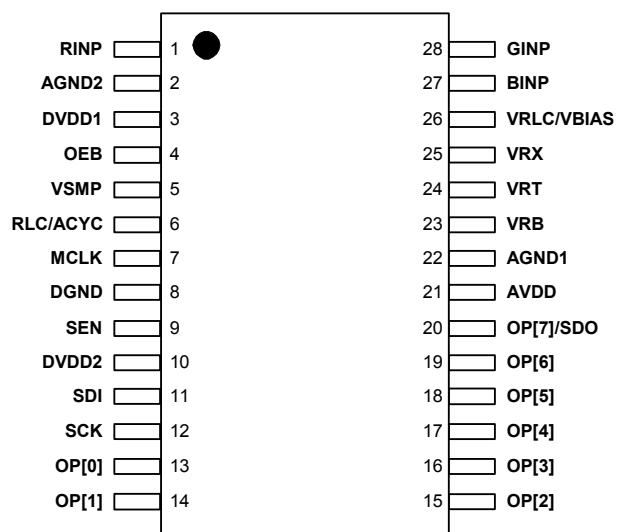 RINP 1 28 GINP
AGND2 2 27 BINP
DVDD1 3 26 VRLC/VBIAS
OEB 4 25 VRX
VSMP 5 24 VRT
RLC/ACYC 6 23 VRB
MCLK 7 22 AGND1
DGND 8 21 AVDD
SEN 9 20 OP[7]/SDO
DVDD2 10 19 OP[6]
SDI 11 18 OP[5]
SCK 12 17 OP[4]
OP[0] 13 16 OP[3]
OP[1] 14 15 OP[2]